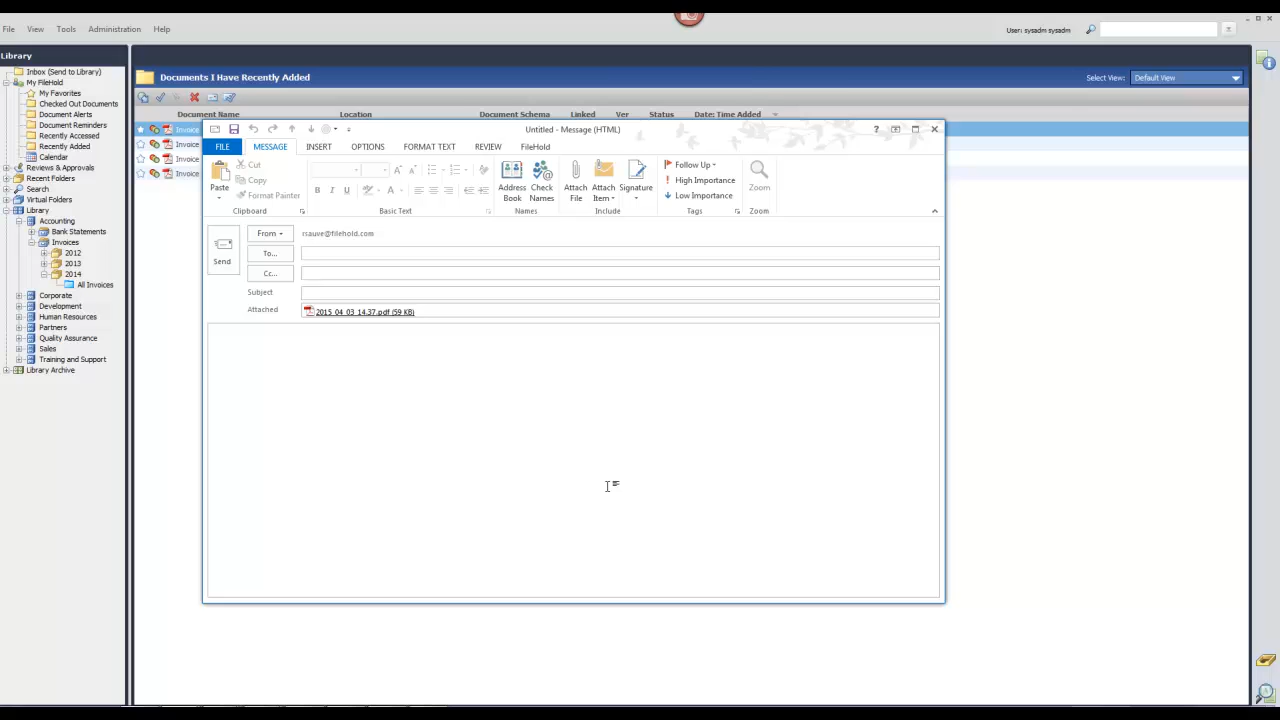 File View Tools Administration Help
User: sysadm sysadm
Library
Inbox (Send to Library)
My FileHold
My Favorites
Checked Out Documents
Document Alerts
Document Reminders
Recently Accessed
Recently Added
Calendar
Reviews & Approvals
Recent Folders
Search
Virtual Folders
Library
Accounting
Bank Statements
Invoices
2012
2013
2014
All Invoices
Corporate
Development
Human Resources
Partners
Quality Assurance
Sales
Training and Support
Library Archive
Documents I Have Recently Added
Select View: Default View
Document Name Location Document Schema Linked Ver Status Date: Time Added
Invoice
Invoice
Invoice
Invoice
Untitled - Message (HTML)
FILE MESSAGE INSERT OPTIONS FORMAT TEXT REVIEW FileHold
Paste
Cut
Copy
Format Painter
Clipboard
B I U A
Basic Text
Address Book
Check Names
Names
Attach File
Attach Item
Signature
Include
Follow Up
High Importance
Low Importance
Tags
Zoom
Zoom
Send
From rsauve@filehold.com
To...
Cc...
Subject
Attached 2015_04_03_14.37.pdf (59 KB)